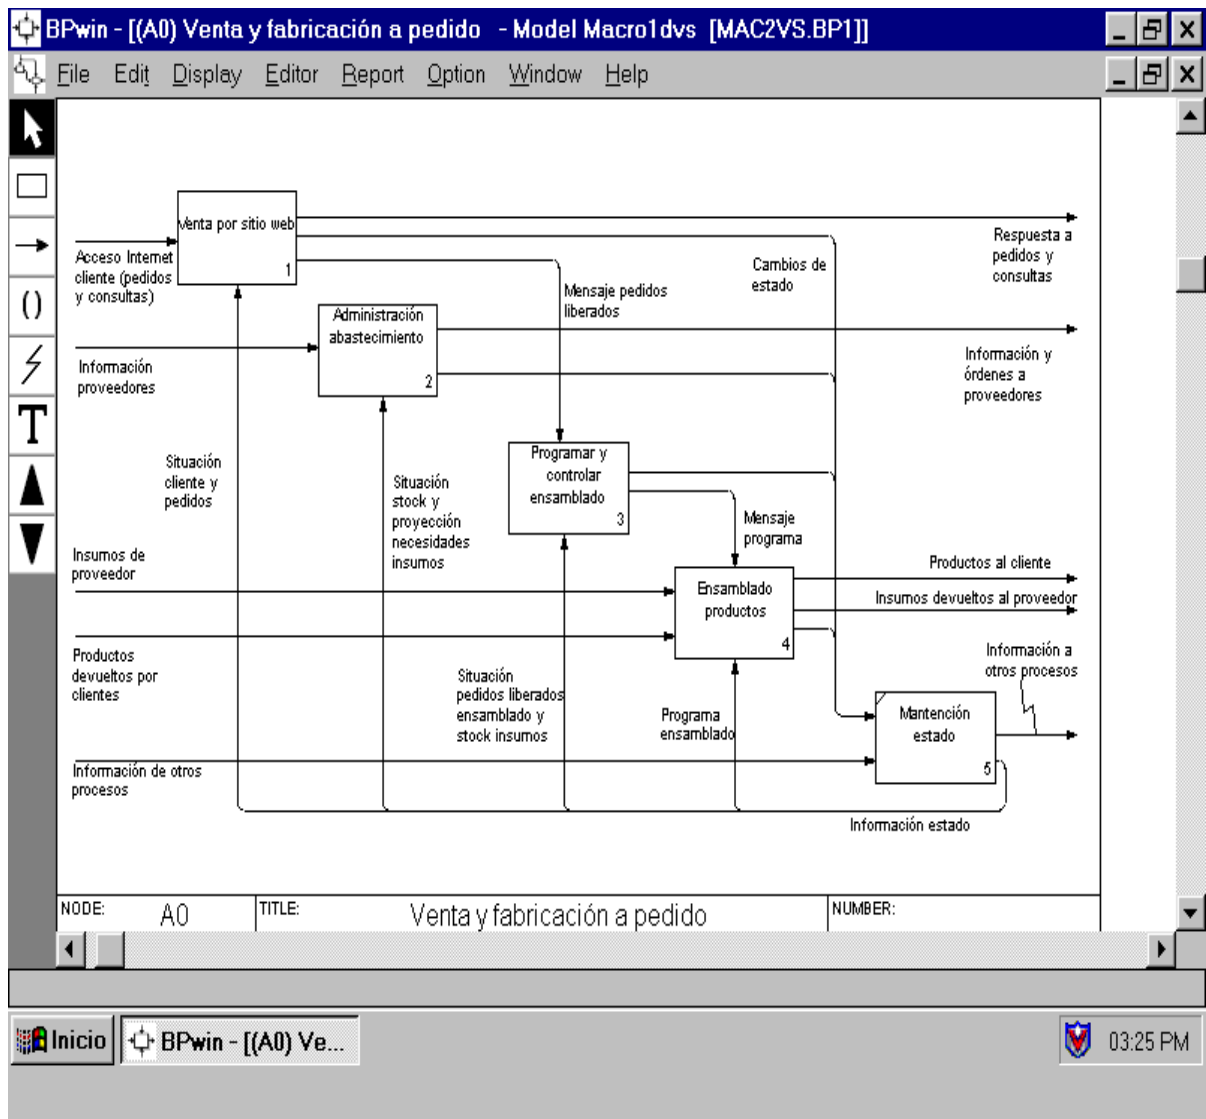 BPwin - [(A0) Venta y fabricación a pedido - Model Macro1dvs [MAC2VS.BP1]]
File Edit Display Editor Report Option Window Help
Venta por sitio web
1
Acceso Internet
cliente (pedidos
y consultas)
Respuesta a
pedidos y
consultas
Cambios de
estado
Mensaje pedidos
liberados
Administración
abastecimiento
2
Información
proveedores
Información y
órdenes a
proveedores
Situación
cliente y
pedidos
Situación
stock y
proyección
necesidades
insumos
Programar y
controlar
ensamblado
3
Mensaje
programa
Insumos de
proveedor
Ensamblado
productos
4
Productos al cliente
Insumos devueltos al proveedor
Productos
devueltos por
clientes
Situación
pedidos liberados
ensamblado y
stock insumos
Programa
ensamblado
Información a
otros procesos
Mantención
estado
5
Información de otros
procesos
Información estado
NODE: A0 TITLE: Venta y fabricación a pedido NUMBER:
Inicio BPwin - [(A0) Ve... 03:25 PM